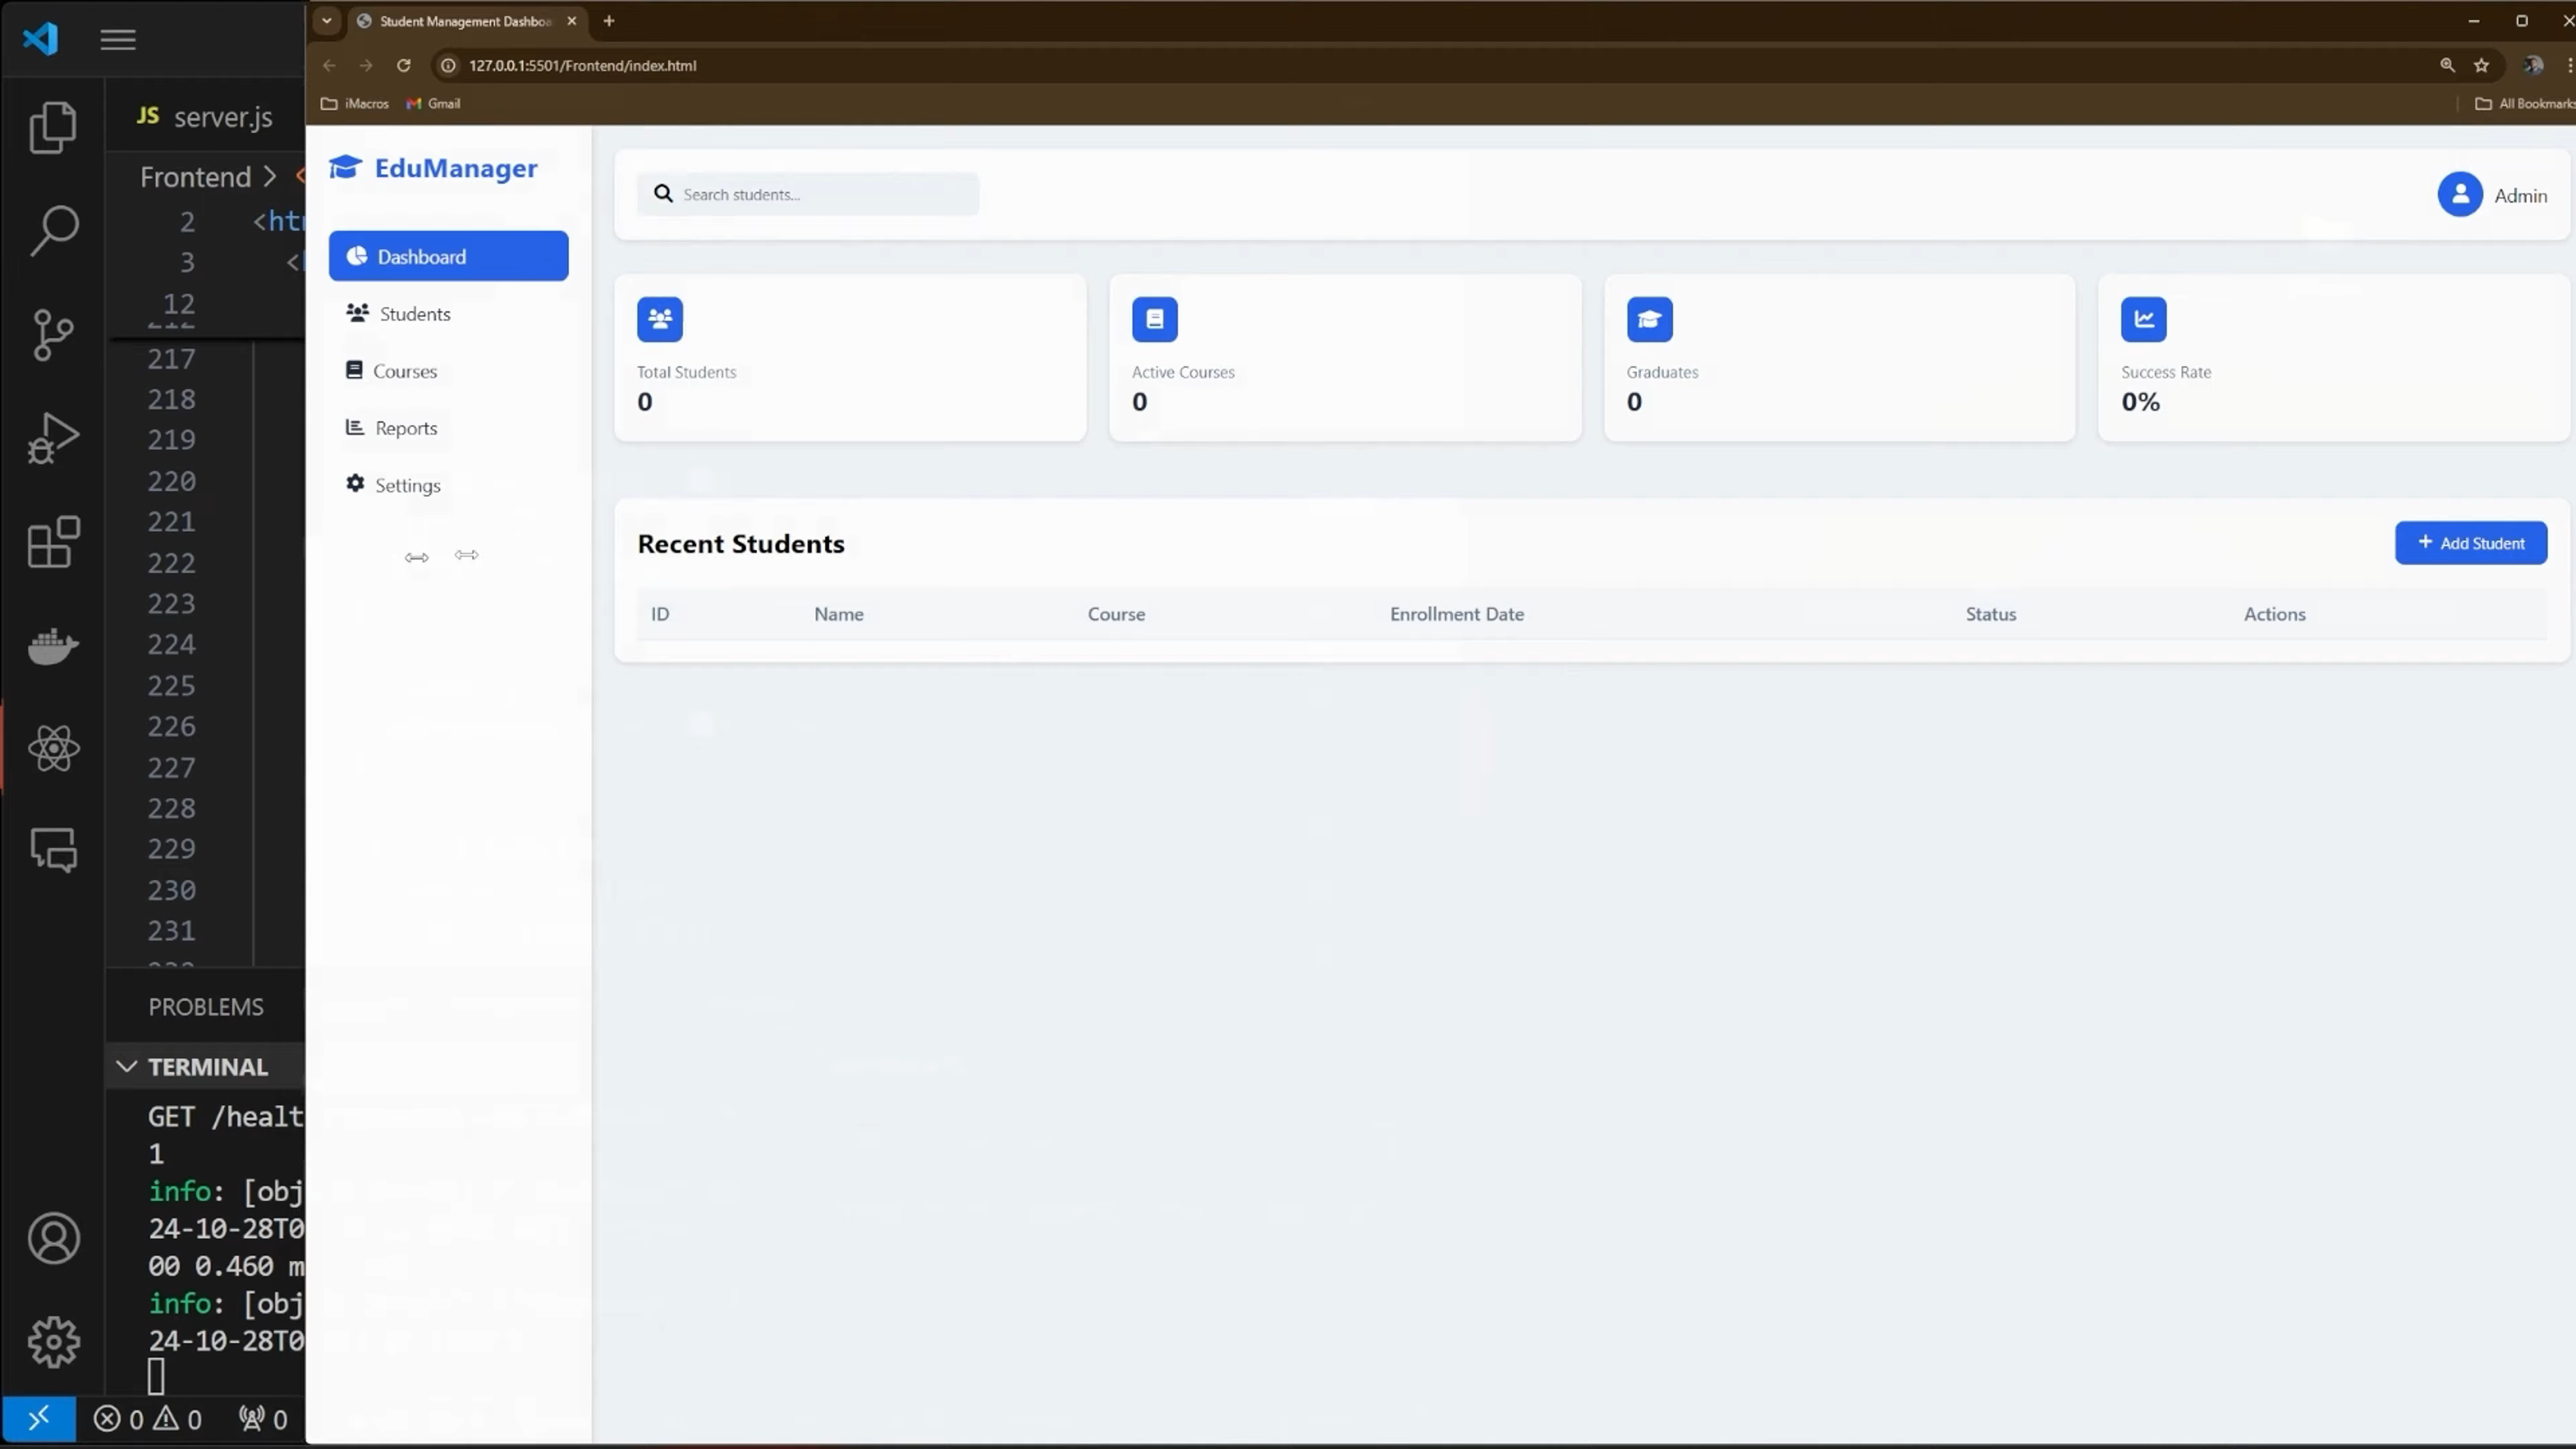 Student Management Dashboa
127.0.0.1:5501/Frontend/index.html
iMacros
Gmail
All Bookmarks
JS server.js
Frontend >
2 <ht
3 <
12
212
217
218
219
220
221
222
223
224
225
226
227
228
229
230
231
PROBLEMS
TERMINAL
GET /healt
1
info: [obj
24-10-28T0
00 0.460 m
info: [obj
24-10-28T0
0 0 0
EduManager
Dashboard
Students
Courses
Reports
Settings
Search students...
Admin
Total Students
0
Active Courses
0
Graduates
0
Success Rate
0%
Recent Students
+ Add Student
ID Name Course Enrollment Date Status Actions